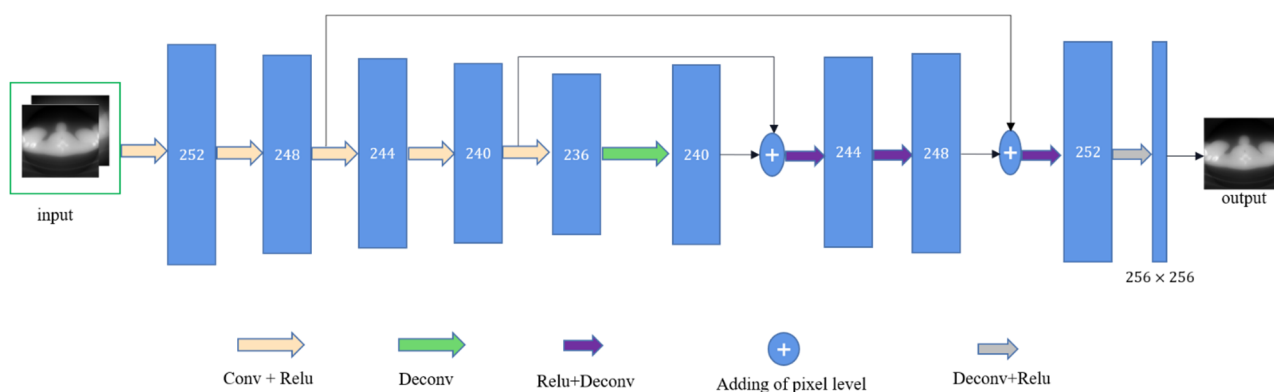 252
248
244
240
236
240
+
244
248
+
252
input
output
256 × 256
+
Conv + Relu
Deconv
Relu+Deconv
Adding of pixel level
Deconv+Relu